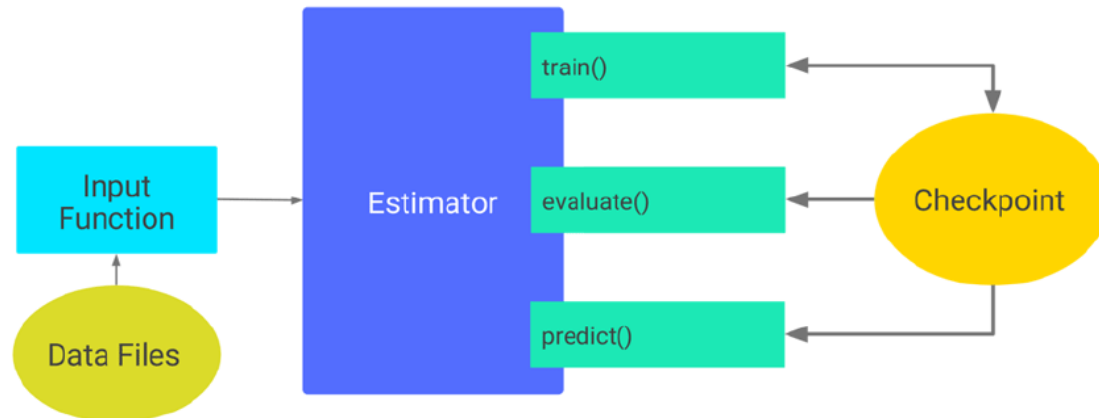 train()
Input
Function
Estimator
evaluate()
Checkpoint
predict()
Data Files